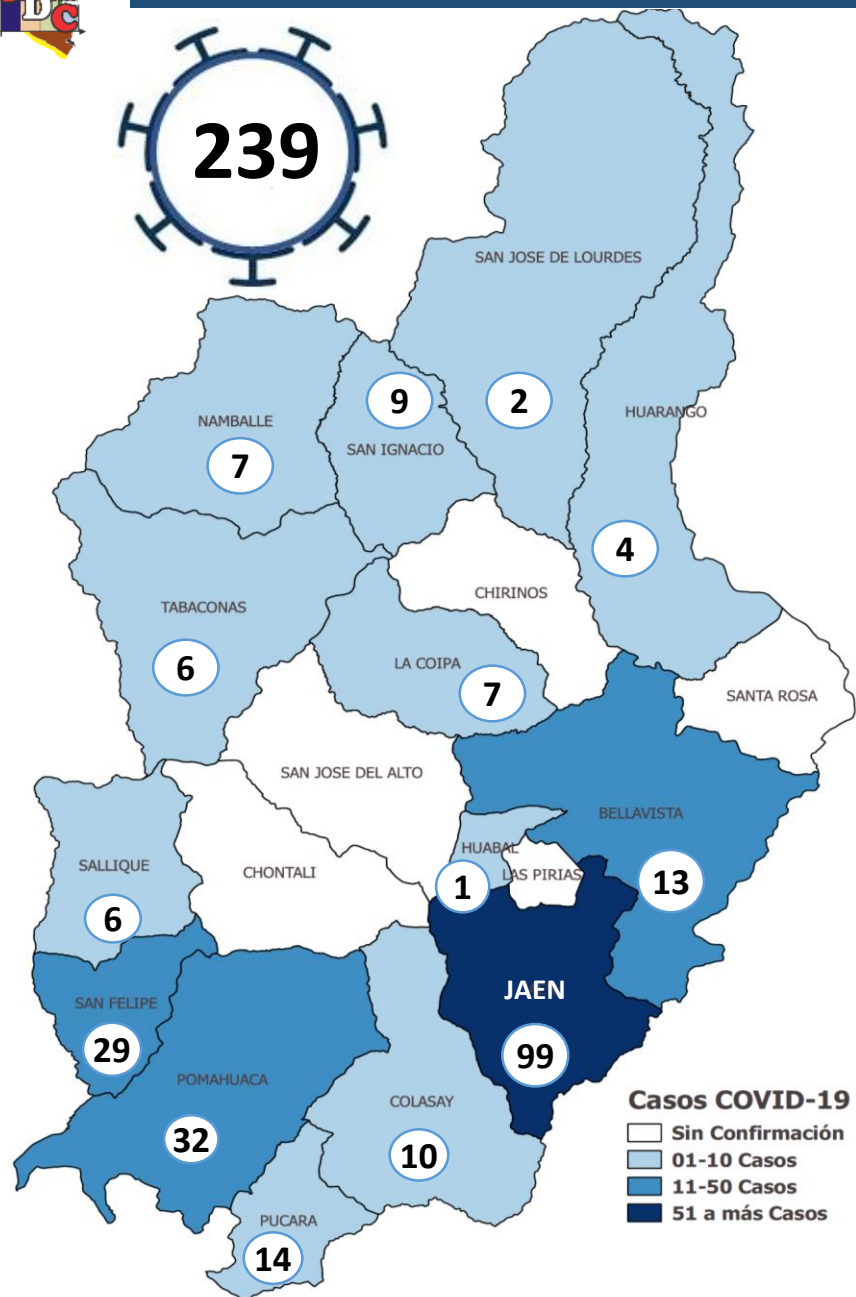 DC
239
SAN JOSE DE LOURDES
9
2
HUARANGO
NAMBALLE
SAN IGNACIO
7
4
CHIRINOS
TABACONAS
LA COIPA
6
7
SANTA ROSA
SAN JOSE DEL ALTO
BELLAVISTA
HUABAL
SALLIQUE
CHONTALI
LAS PIRIAS
1
13
6
JAEN
SAN FELIPE
29
99
POMAHUACA
COLASAY
32
10
PUCARA
14
Casos COVID-19
Sin Confirmación
01-10 Casos
11-50 Casos
51 a más Casos